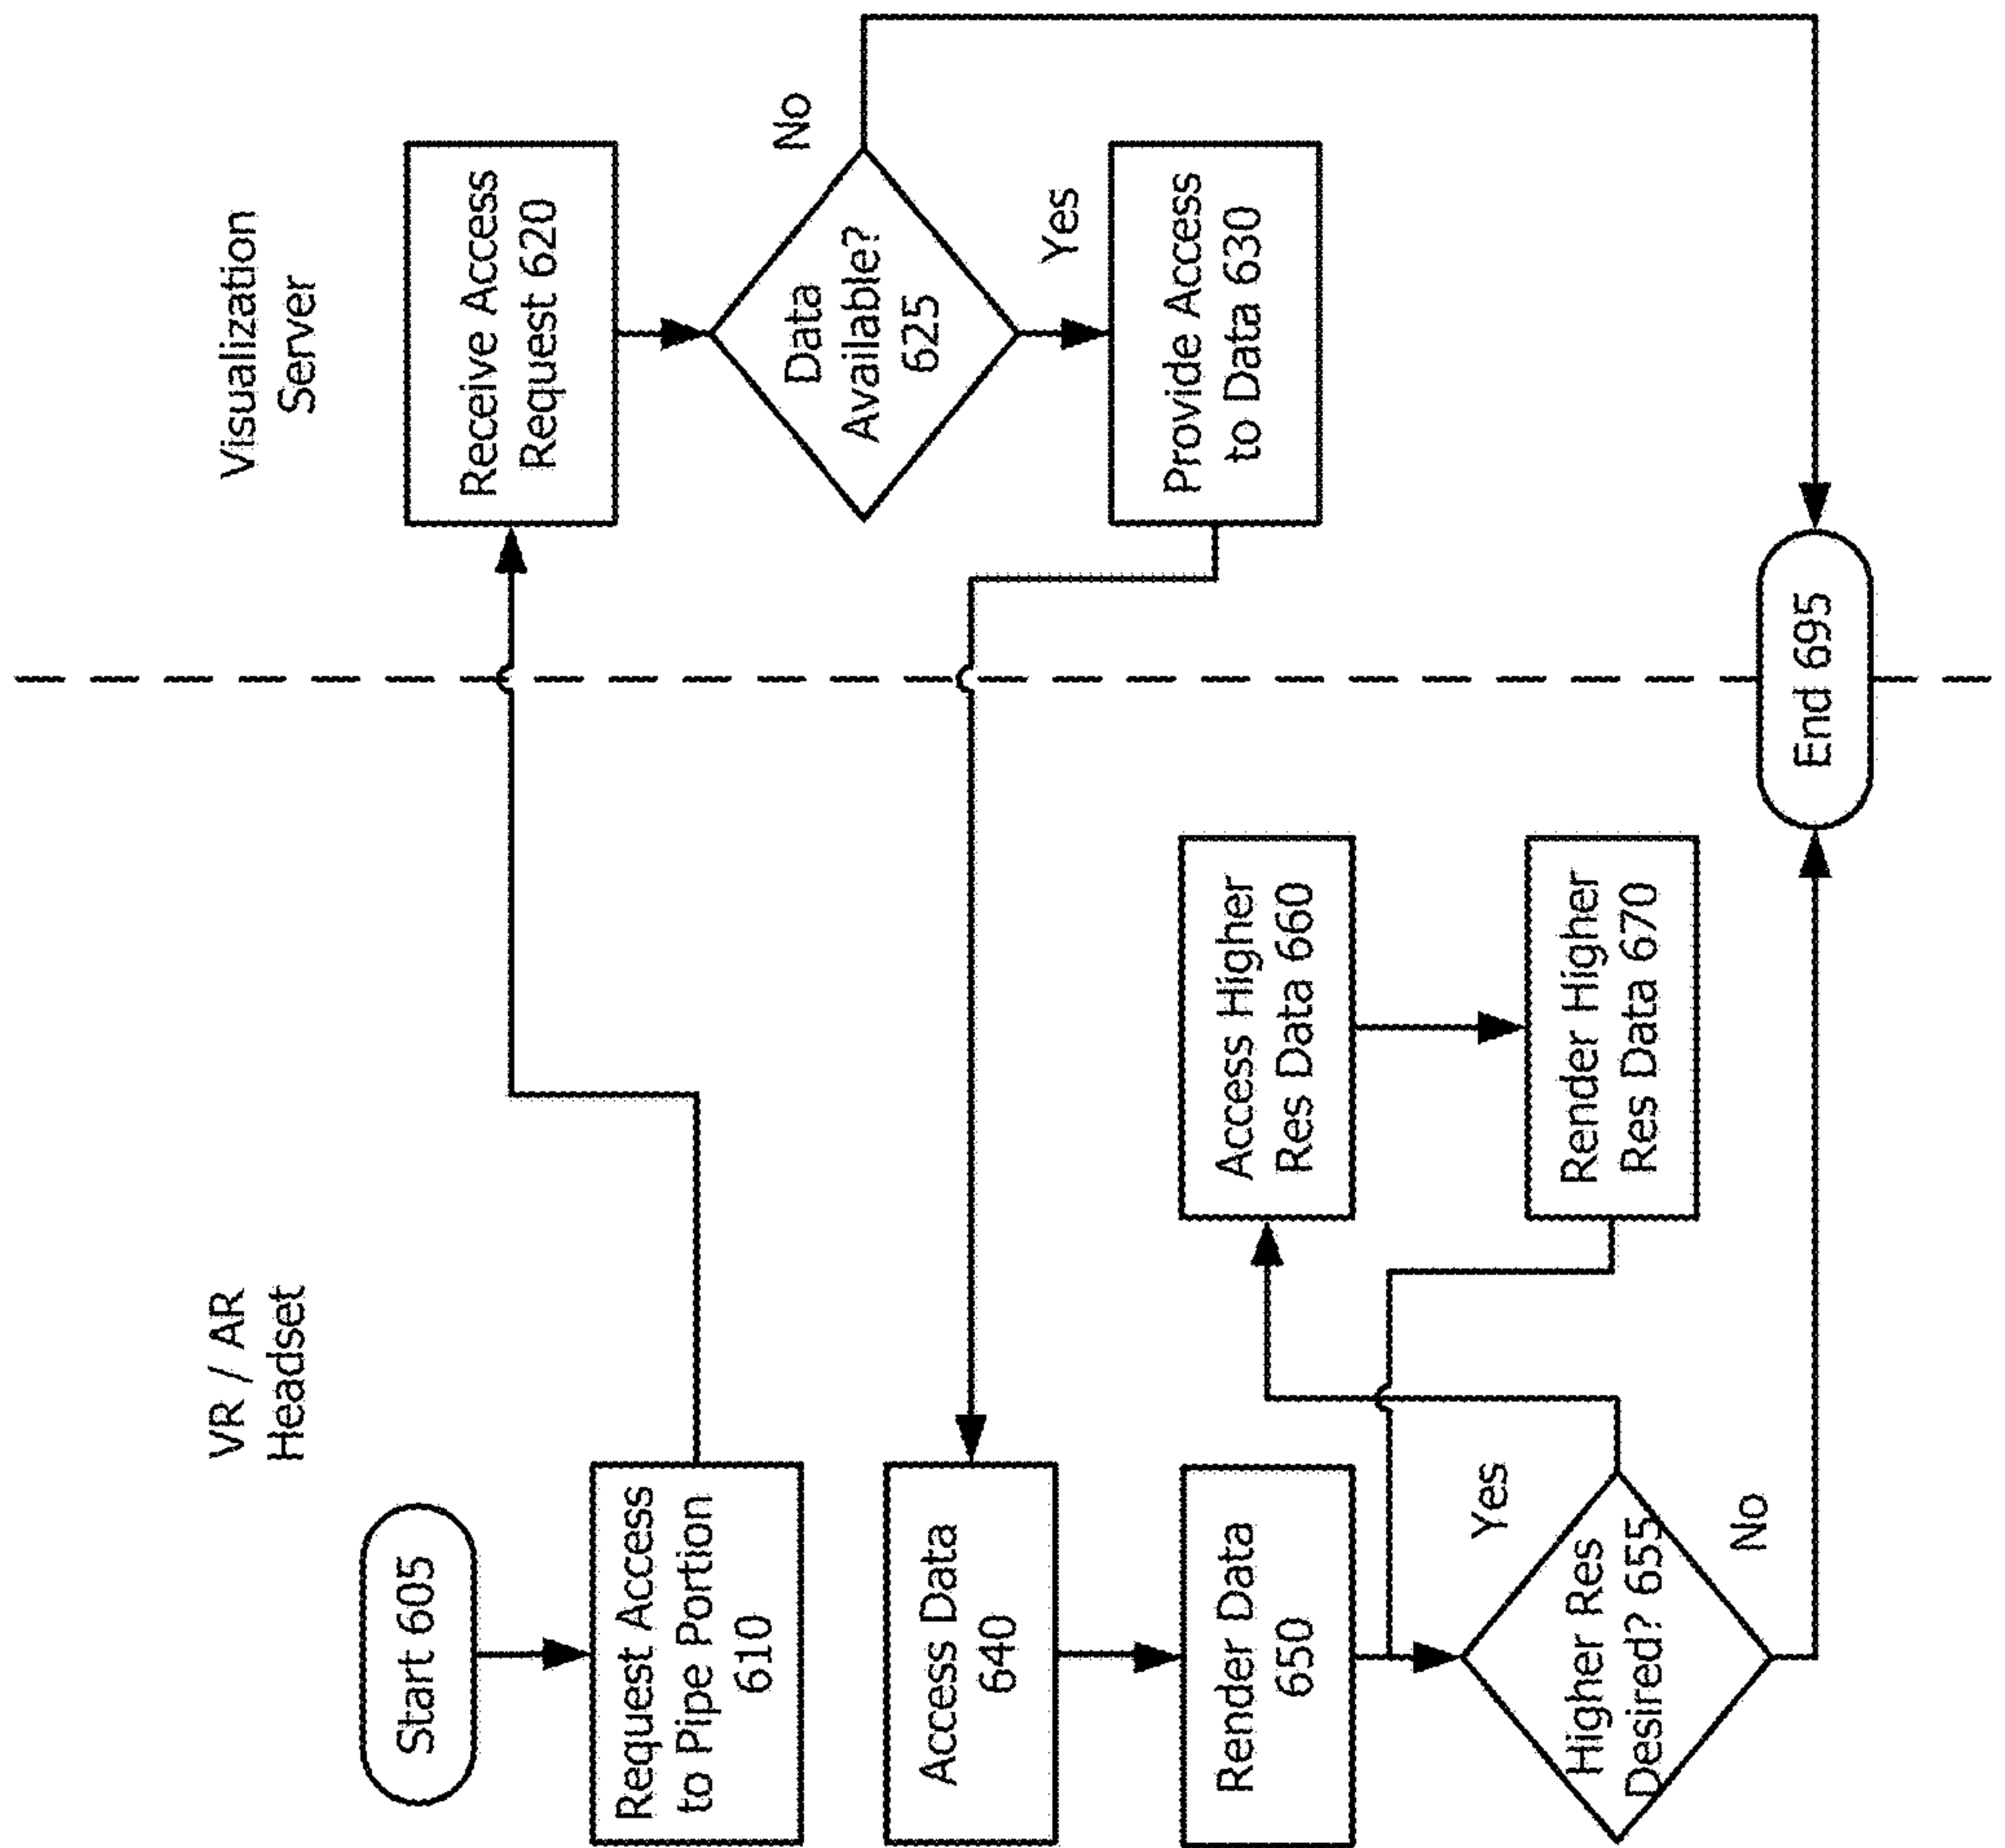 VR / AR
Headset
Visualization
Server
Start 605
Request Access
to Pipe Portion
610
Receive Access
Request 620
Data
Available?
625
No
Yes
Provide Access
to Data 630
Access Data
640
Render Data
650
Higher Res
Desired? 655
Yes
No
Access Higher
Res Data 660
Render Higher
Res Data 670
End 695